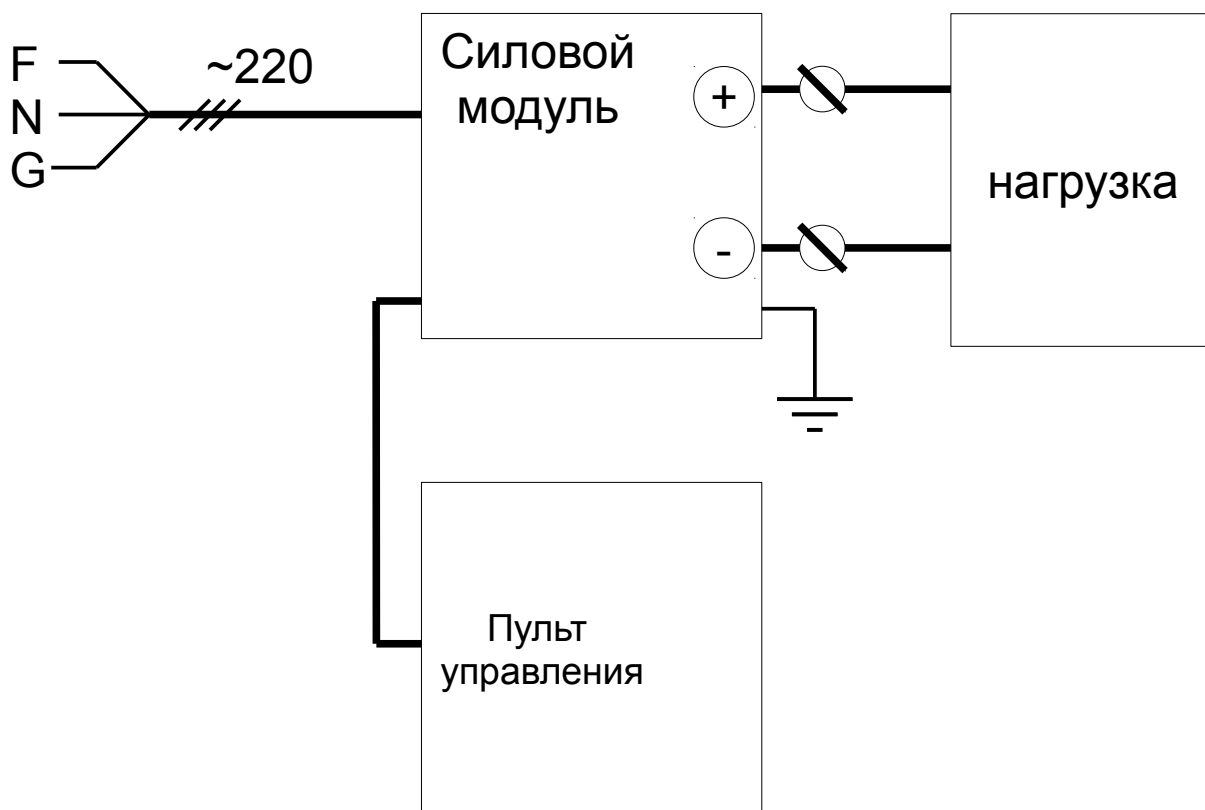 F
N
G
~220
Силовой
модуль
+
-
нагрузка
Пульт
управления